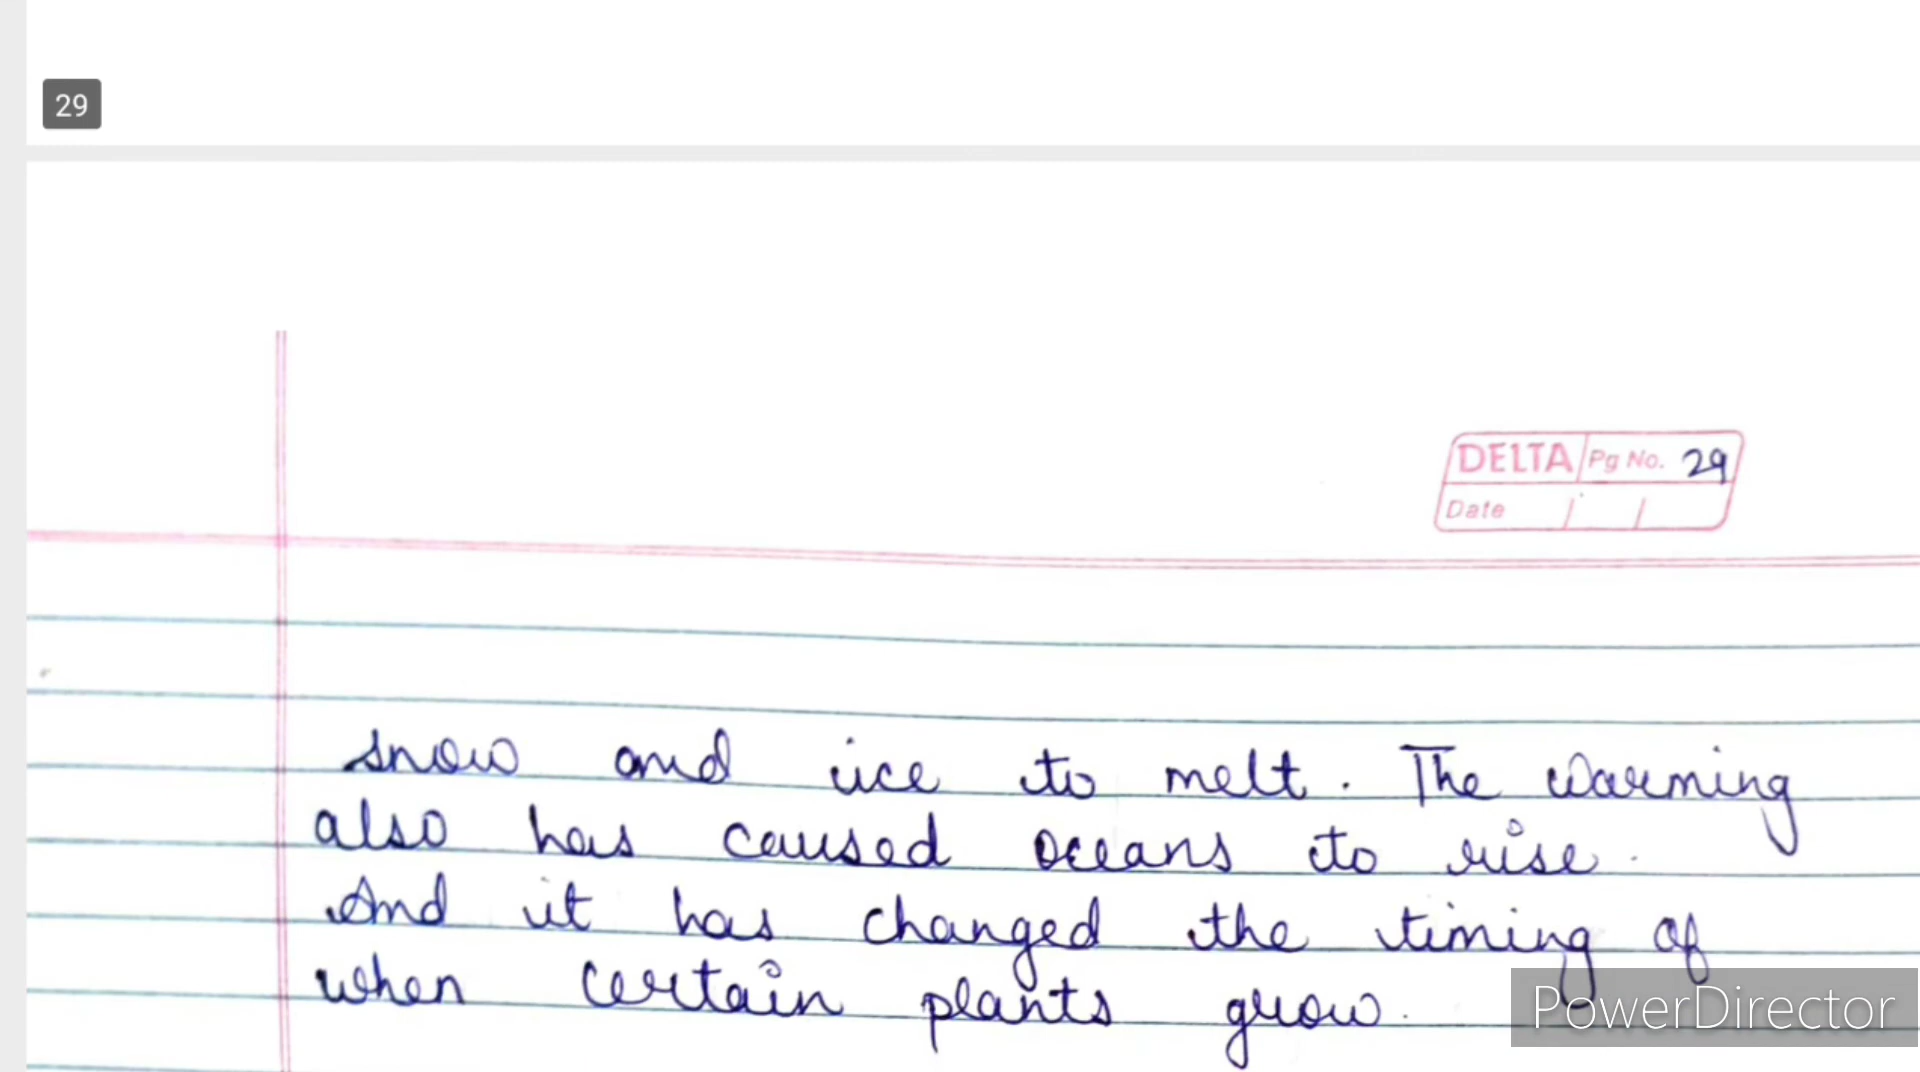 29
DELTA Pg No. 29
Date / /
snow and ice to melt. The warming
also has caused oceans to rise.
And it has changed the timing of
when certain plants grow.
PowerDirector